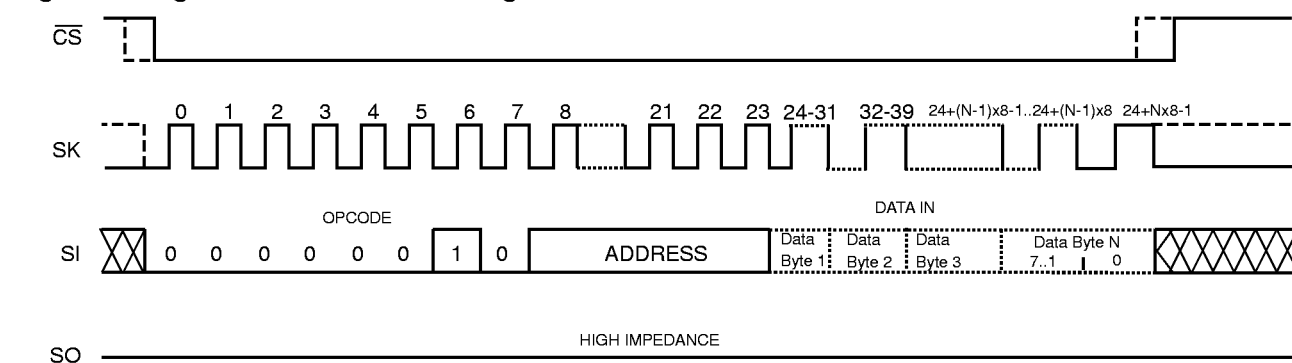 CS
0 1 2 3 4 5 6 7 8 21 22 23 24-31 32-39 24+(N-1)x8-1..24+(N-1)x8 24+Nx8-1
SK
DATA IN
OPCODE
SI 0 0 0 0 0 0 1 0 ADDRESS
Data Byte 1
Data Byte 2
Data Byte 3
Data Byte N
7..1 0
HIGH IMPEDANCE
SO